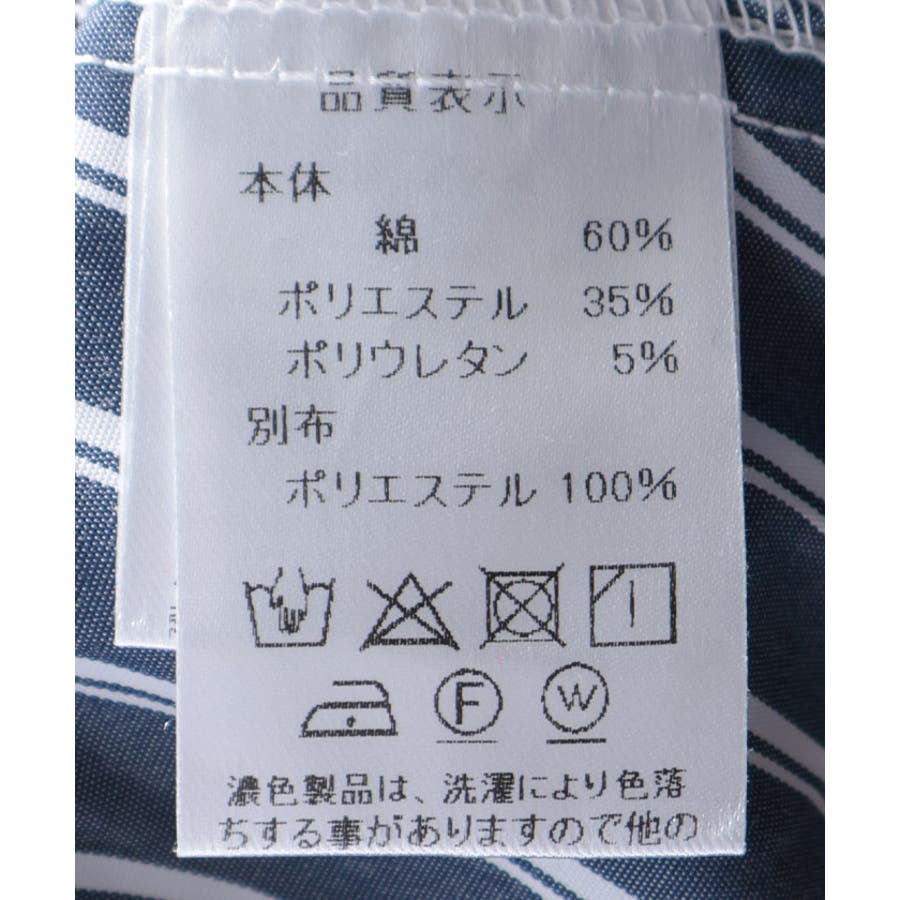 品質表示
本体
綿 60%
ポリエステル 35%
ポリウレタン 5%
別布
ポリエステル 100%
F W
濃色製品は、洗濯により色落
ちする事がありますので他の